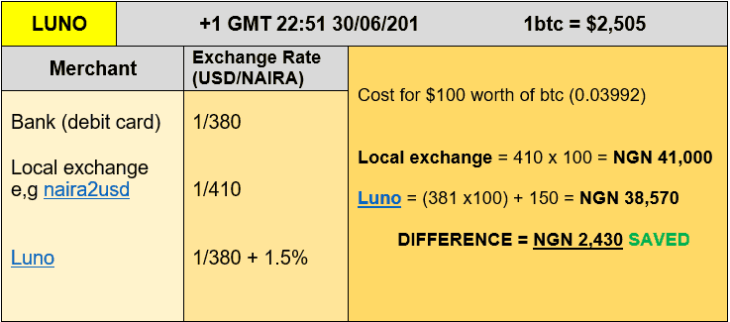 LUNO
+1 GMT 22:51 30/06/201
1btc = $2,505
Merchant
Exchange Rate
(USD/NAIRA)
Bank (debit card)
1/380
Local exchange
e,g naira2usd
1/410
Luno
1/380 + 1.5%
Cost for $100 worth of btc (0.03992)
Local exchange = 410 x 100 = NGN 41,000
Luno = (381 x100) + 150 = NGN 38,570
DIFFERENCE = NGN 2,430 SAVED